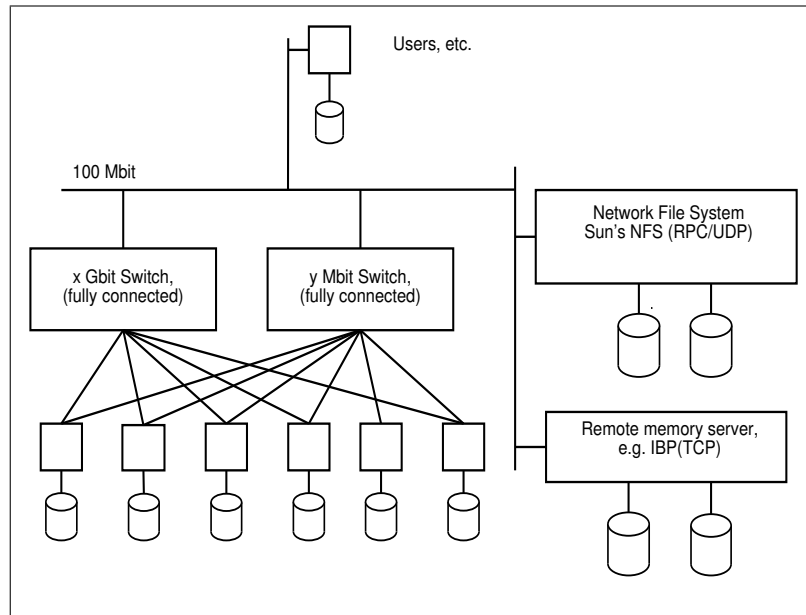 Users, etc.
100 Mbit
Network File System
Sun's NFS (RPC/UDP)
x Gbit Switch,
(fully connected)
y Mbit Switch,
(fully connected)
Remote memory server,
e.g. IBP(TCP)